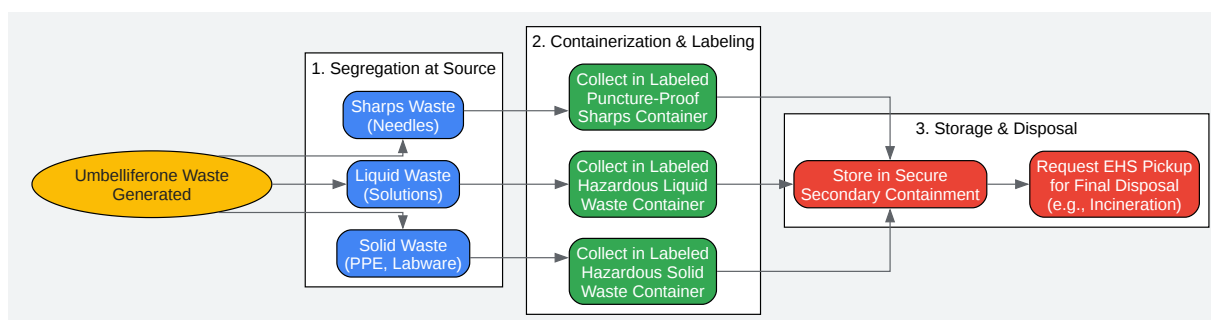 Umbelliferone Waste
Generated
1. Segregation at Source
Sharps Waste
(Needles)
Liquid Waste
(Solutions)
Solid Waste
(PPE, Labware)
2. Containerization & Labeling
Collect in Labeled
Puncture-Proof
Sharps Container
Collect in Labeled
Hazardous Liquid
Waste Container
Collect in Labeled
Hazardous Solid
Waste Container
3. Storage & Disposal
Store in Secure
Secondary Containment
Request EHS Pickup
for Final Disposal
(e.g., Incineration)